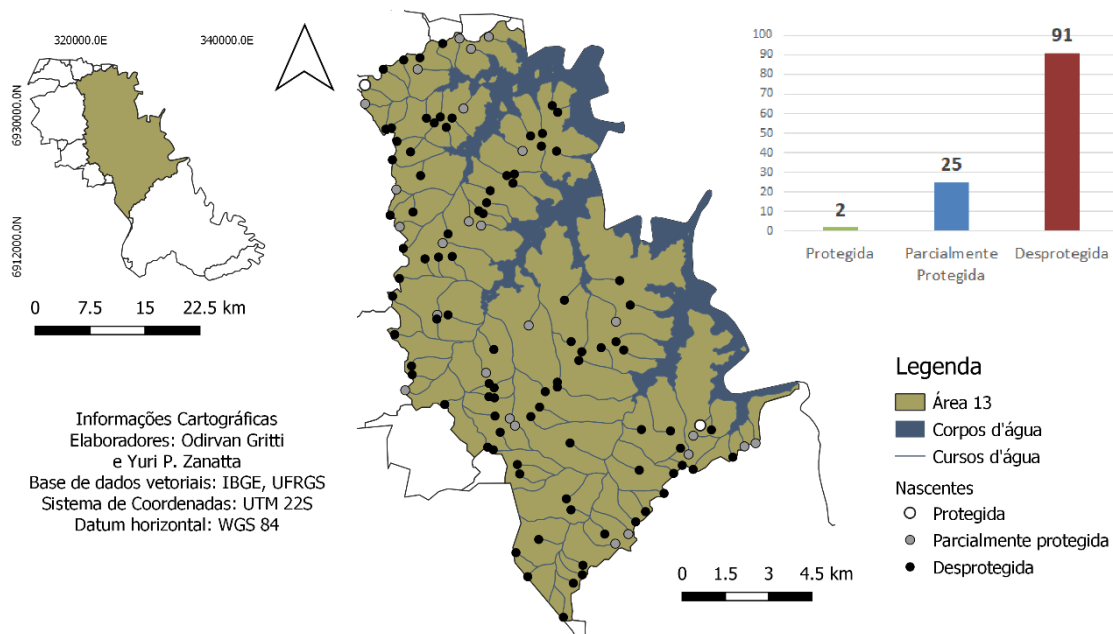 320000.0E
340000.0E
6930000.0N
6912000.0N
0 7.5 15 22.5 km
Informações Cartográficas
Elaboradores: Odirvan Gritti
e Yuri P. Zanatta
Base de dados vetoriais: IBGE, UFRGS
Sistema de Coordenadas: UTM 22S
Datum horizontal: WGS 84
0 1.5 3 4.5 km
100
90
80
70
60
50
40
30
20
10
0
2
25
91
Protegida
Parcialmente
Protegida
Desprotegida
Legenda
Área 13
Corpos d'água
Cursos d'água
Nascentes
Protegida
Parcialmente protegida
Desprotegida